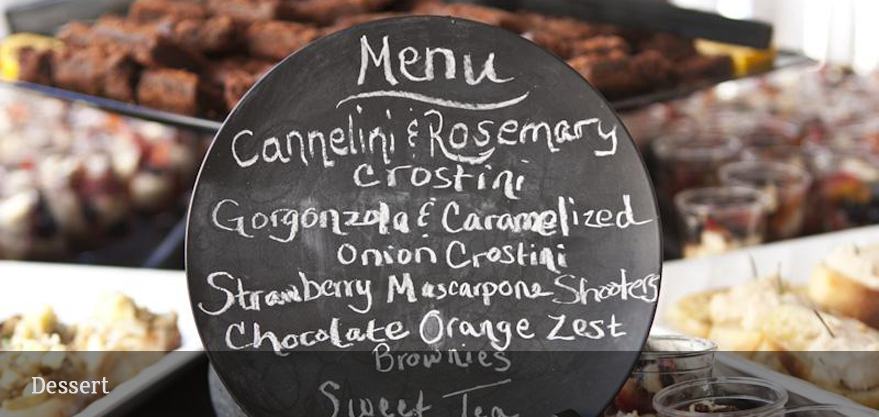 Menu
Cannelini & Rosemary
Crostini
Gorgonzola & Caramelized
Onion Crostini
Strawberry Mascarpone Shooters
Chocolate Orange Zest
Brownies
Sweet Tea
Dessert